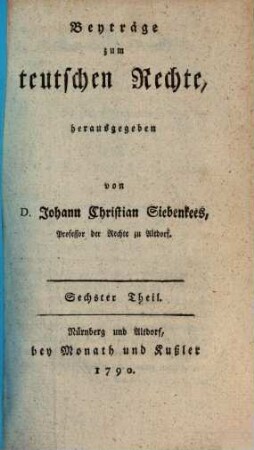 Beyträge
zum
teutschen Rechte,
herausgegeben
von
D. Johann Christian Siebenkees,
Professor der Rechte zu Altdorf.
Sechster Theil.
Nürnberg und Altdorf,
bey Monath und Kußler
1790.